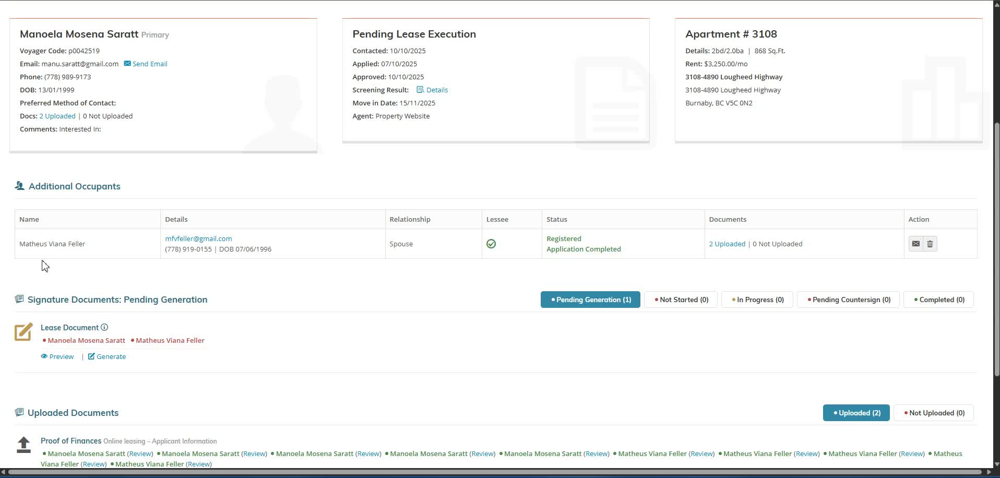 Manoela Mosena Saratt Primary
Voyager Code: p0042519
Email: manu.saratt@gmail.com Send Email
Phone: (778) 989-9173
DOB: 13/01/1999
Preferred Method of Contact:
Docs: 2 Uploaded | 0 Not Uploaded
Comments: Interested In:
Pending Lease Execution
Contacted: 10/10/2025
Applied: 07/10/2025
Approved: 10/10/2025
Screening Result: Details
Move in Date: 15/11/2025
Agent: Property Website
Apartment # 3108
Details: 2bd/2.0ba | 868 Sq.Ft.
Rent: $3,250.00/mo
3108-4890 Lougheed Highway
3108-4890 Lougheed Highway
Burnaby, BC V5C 0N2
Additional Occupants
Name Details Relationship Lessee Status Documents Action
Matheus Viana Feller
mfvfeller@gmail.com
(778) 919-0155 | DOB 07/06/1996
Spouse
Registered
Application Completed
2 Uploaded | 0 Not Uploaded
Signature Documents: Pending Generation
• Pending Generation (1) • Not Started (0) • In Progress (0) • Pending Countersign (0) • Completed (0)
Lease Document
• Manoela Mosena Saratt • Matheus Viana Feller
Preview | Generate
Uploaded Documents
• Uploaded (2) • Not Uploaded (0)
Proof of Finances Online leasing – Applicant Information
• Manoela Mosena Saratt (Review) • Manoela Mosena Saratt (Review) • Manoela Mosena Saratt (Review) • Manoela Mosena Saratt (Review) • Manoela Mosena Saratt (Review) • Matheus Viana Feller (Review) • Matheus Viana Feller (Review) • Matheus Viana Feller (Review) • Matheus
Viana Feller (Review) • Matheus Viana Feller (Review)